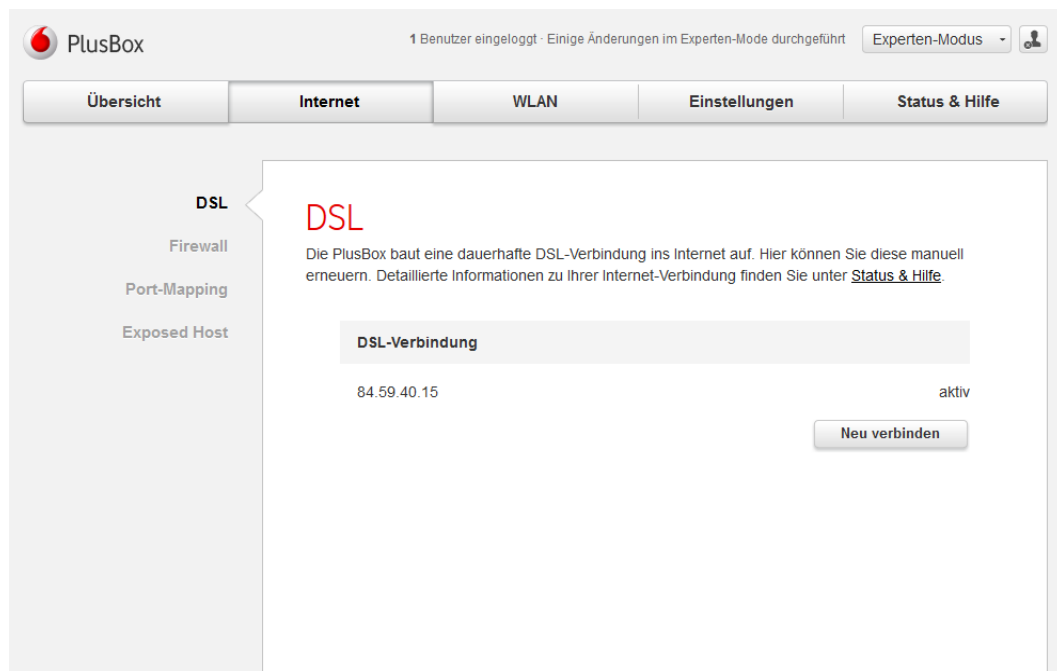 PlusBox
1 Benutzer eingeloggt · Einige Änderungen im Experten-Mode durchgeführt
Experten-Modus
Übersicht
Internet
WLAN
Einstellungen
Status & Hilfe
DSL
Firewall
Port-Mapping
Exposed Host
DSL
Die PlusBox baut eine dauerhafte DSL-Verbindung ins Internet auf. Hier können Sie diese manuell
erneuern. Detaillierte Informationen zu Ihrer Internet-Verbindung finden Sie unter Status & Hilfe.
DSL-Verbindung
84.59.40.15 aktiv
Neu verbinden